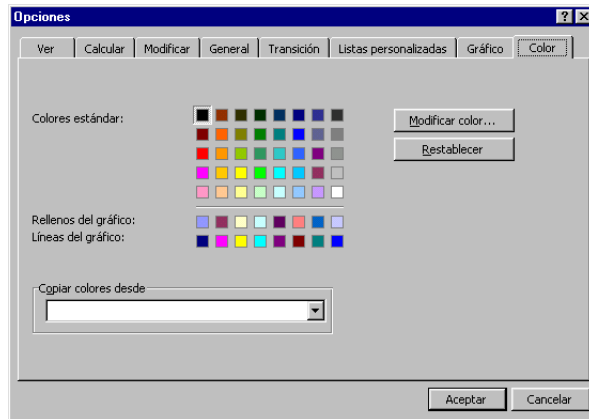 Opciones
Ver Calcular Modificar General Transición Listas personalizadas Gráfico Color
Colores estándar:
Modificar color...
Restablecer
Rellenos del gráfico:
Líneas del gráfico:
Copiar colores desde
Aceptar Cancelar